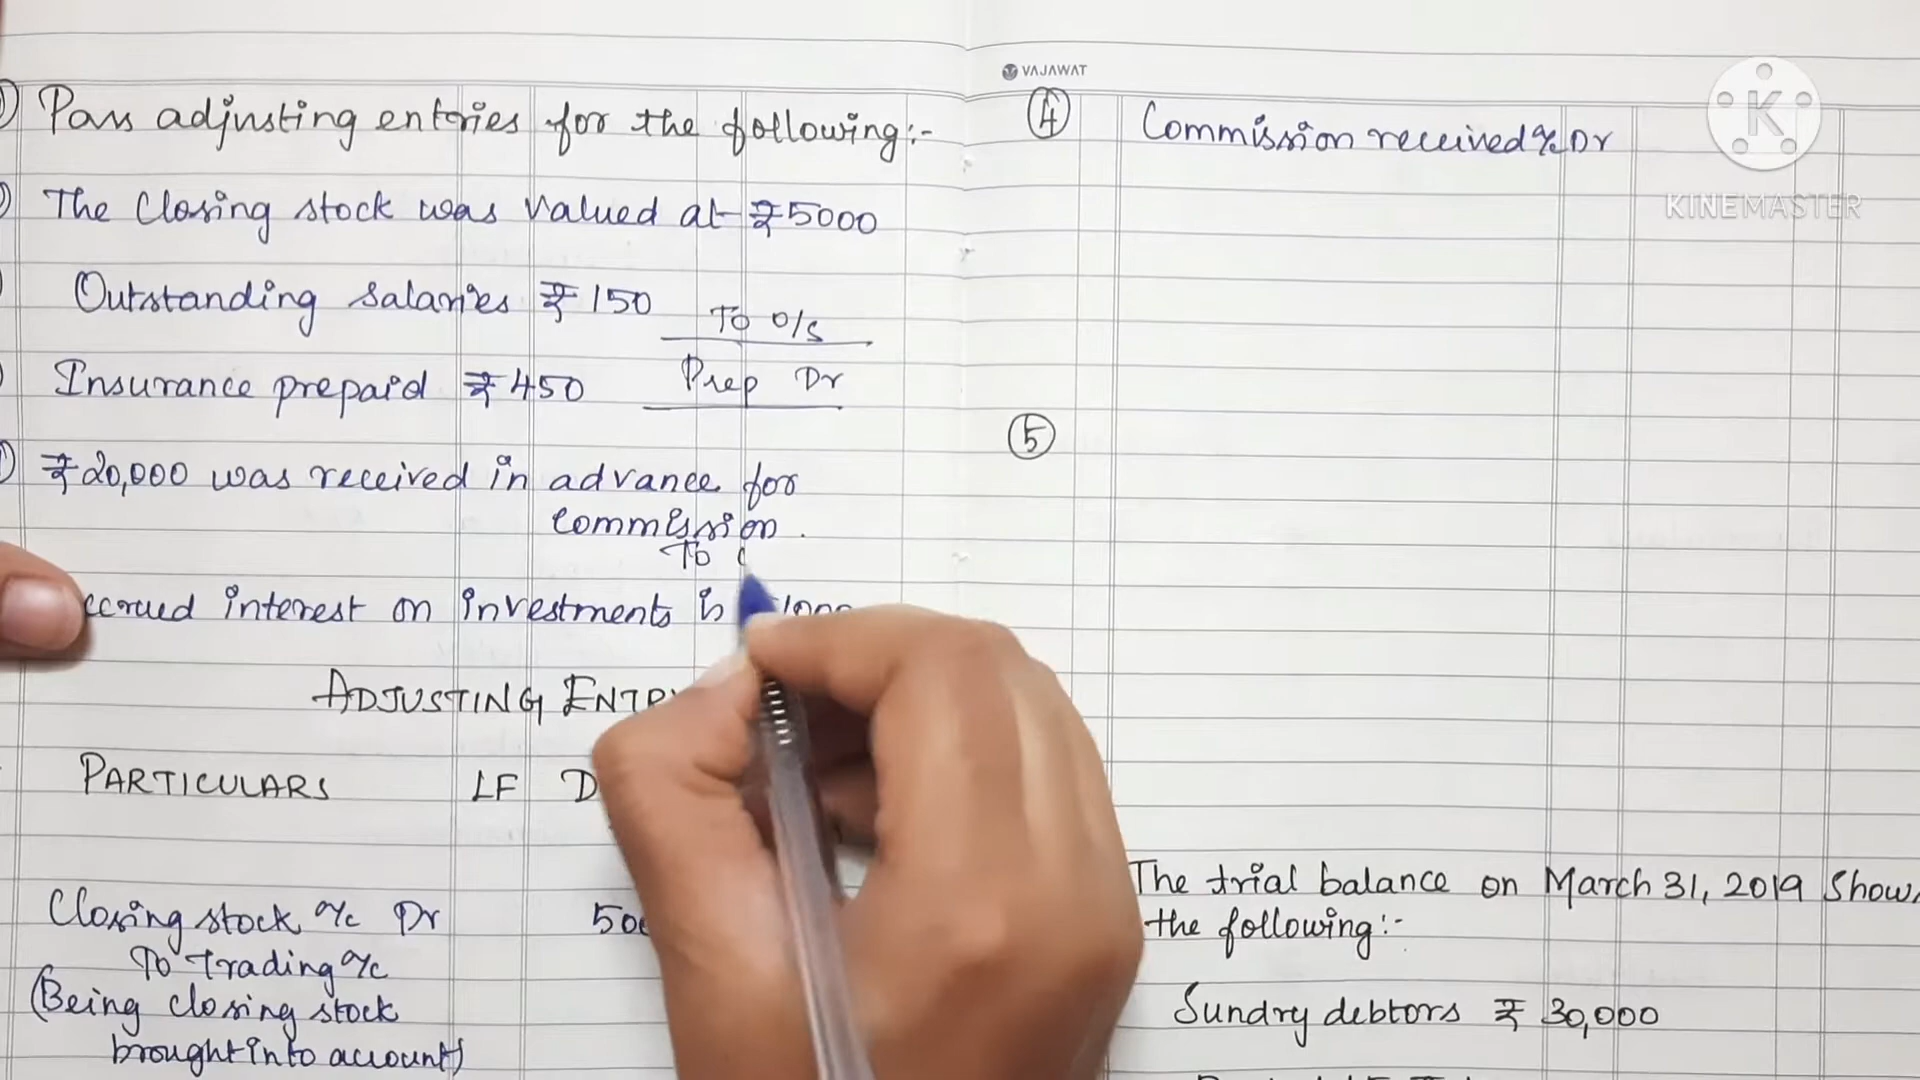 Pass adjusting entries for the following:-
The Closing stock was valued at ₹5000
Outstanding salaries ₹150
To O/S
Insurance prepaid ₹450
Prep Dr
₹20,000 was received in advance for
Commission.
To
ccrued interest on investments is
ADJUSTING ENTR
PARTICULARS LF D
Closing stock a/c Dr
To Trading a/c
(Being closing stock
brought into account)
VAJAWAT
④ Commission received a/c Dr
⑤
The trial balance on March 31, 2019 Show
the following:-
Sundry debtors ₹ 30,000
K
KINEMASTER